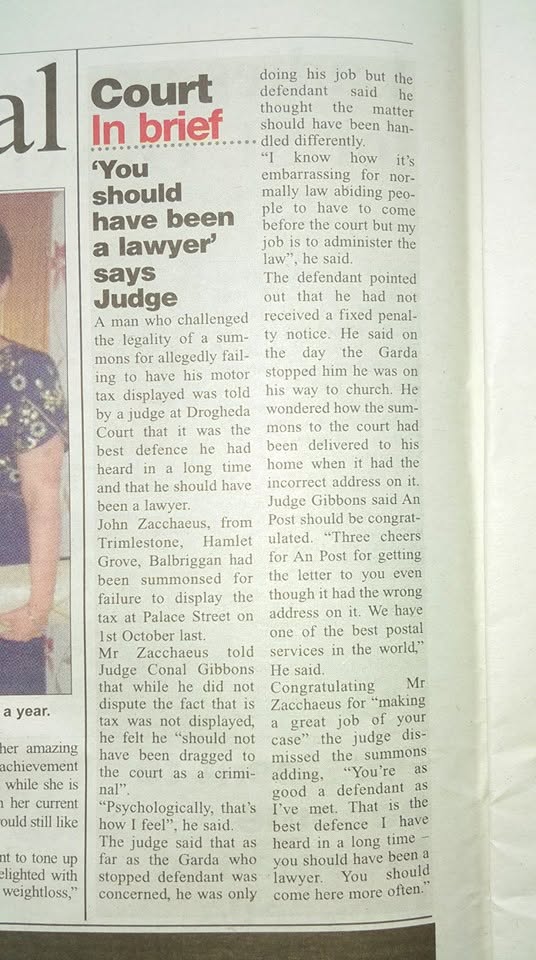 al
a year.
her amazing
achievement
while she is
n her current
ould still like
nt to tone up
elighted with
weightloss,"
Court
In brief
‘You
should
have been
a lawyer’
says
Judge
A man who challenged
the legality of a sum-
mons for allegedly fail-
ing to have his motor
tax displayed was told
by a judge at Drogheda
Court that it was the
best defence he had
heard in a long time
and that he should have
been a lawyer.
John Zacchaeus, from
Trimlestone, Hamlet
Grove, Balbriggan had
been summonsed for
failure to display the
tax at Palace Street on
1st October last.
Mr Zacchaeus told
Judge Conal Gibbons
that while he did not
dispute the fact that is
tax was not displayed,
he felt he “should not
have been dragged to
the court as a crimi-
nal”.
“Psychologically, that’s
how I feel”, he said.
The judge said that as
far as the Garda who
stopped defendant was
concerned, he was only
doing his job but the
defendant said he
thought the matter
should have been han-
dled differently.
“I know how it’s
embarrassing for nor-
mally law abiding peo-
ple to have to come
before the court but my
job is to administer the
law”, he said.
The defendant pointed
out that he had not
received a fixed penal-
ty notice. He said on
the day the Garda
stopped him he was on
his way to church. He
wondered how the sum-
mons to the court had
been delivered to his
home when it had the
incorrect address on it.
Judge Gibbons said An
Post should be congrat-
ulated. “Three cheers
for An Post for getting
the letter to you even
though it had the wrong
address on it. We have
one of the best postal
services in the world,”
He said.
Congratulating Mr
Zacchaeus for “making
a great job of your
case” the judge dis-
missed the summons
adding, “You’re as
good a defendant as
I’ve met. That is the
best defence I have
heard in a long time –
you should have been a
lawyer. You should
come here more often.”